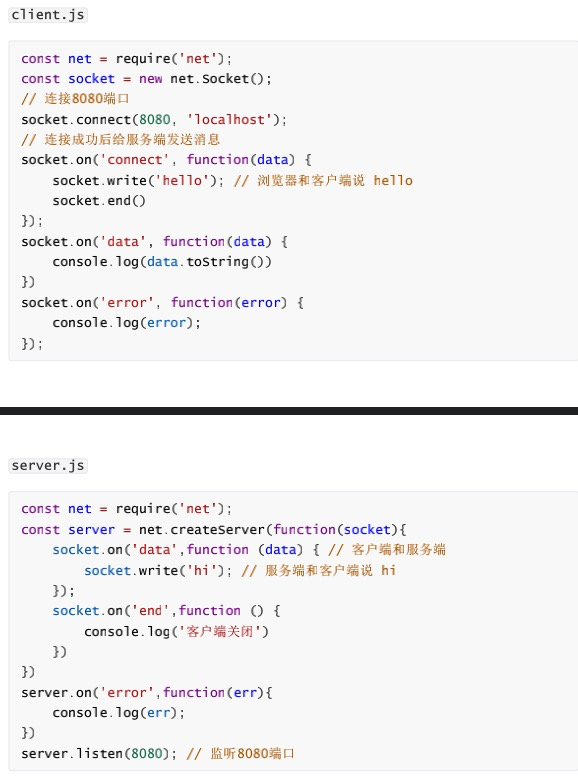 client.js
const net = require('net');
const socket = new net.Socket();
// 连接8080端口
socket.connect(8080, 'localhost');
// 连接成功后给服务端发送消息
socket.on('connect', function(data) {
    socket.write('hello'); // 浏览器和客户端说 hello
    socket.end()
});
socket.on('data', function(data) {
    console.log(data.toString())
})
socket.on('error', function(error) {
    console.log(error);
});
server.js
const net = require('net');
const server = net.createServer(function(socket){
    socket.on('data',function (data) { // 客户端和服务端
        socket.write('hi'); // 服务端和客户端说 hi
    });
    socket.on('end',function () {
        console.log('客户端关闭')
    })
})
server.on('error',function(err){
    console.log(err);
})
server.listen(8080); // 监听8080端口